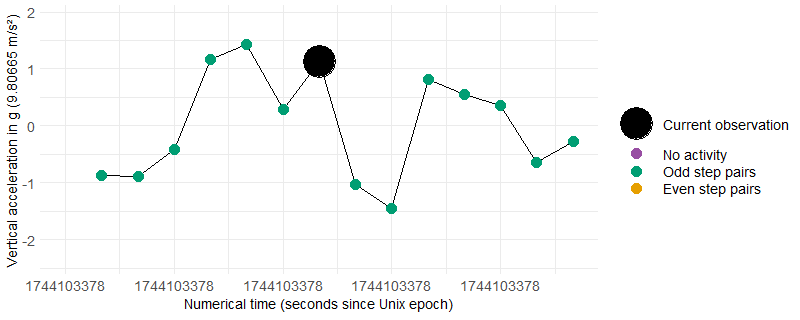 Vertical acceleration in g (9.80665 m/s²)
2
1
0
-1
-2
1744103378 1744103378 1744103378 1744103378 1744103378
Numerical time (seconds since Unix epoch)
Current observation
No activity
Odd step pairs
Even step pairs